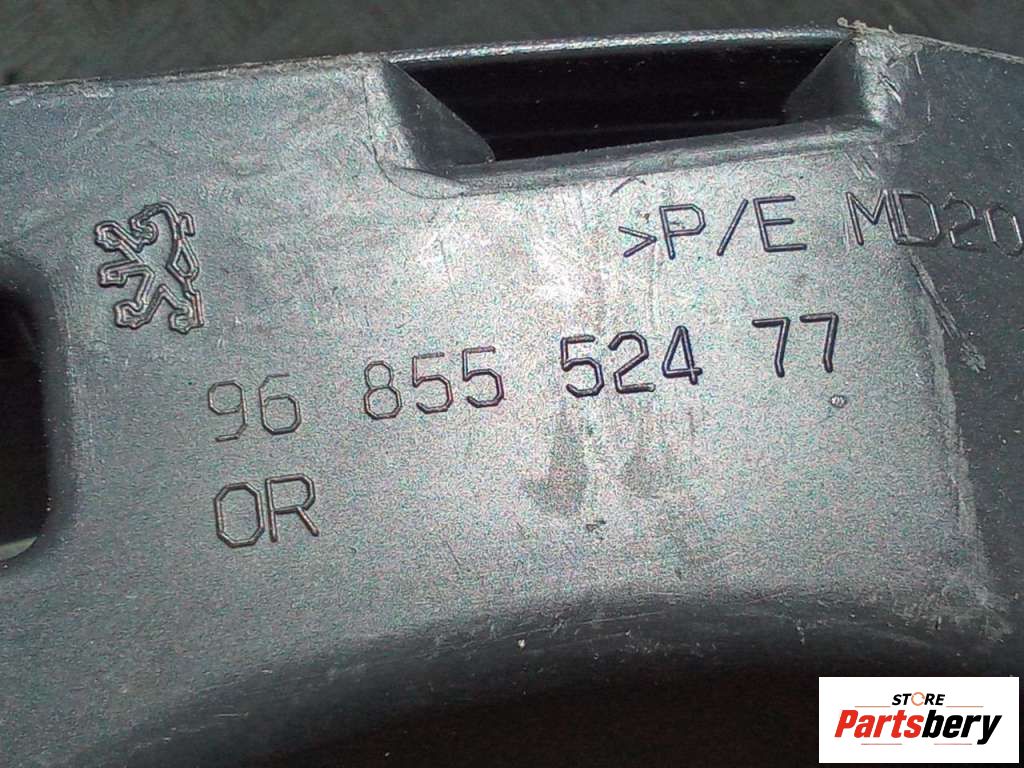 >P/E MD20
96 855 524 77
OR
STORE
Partsbery